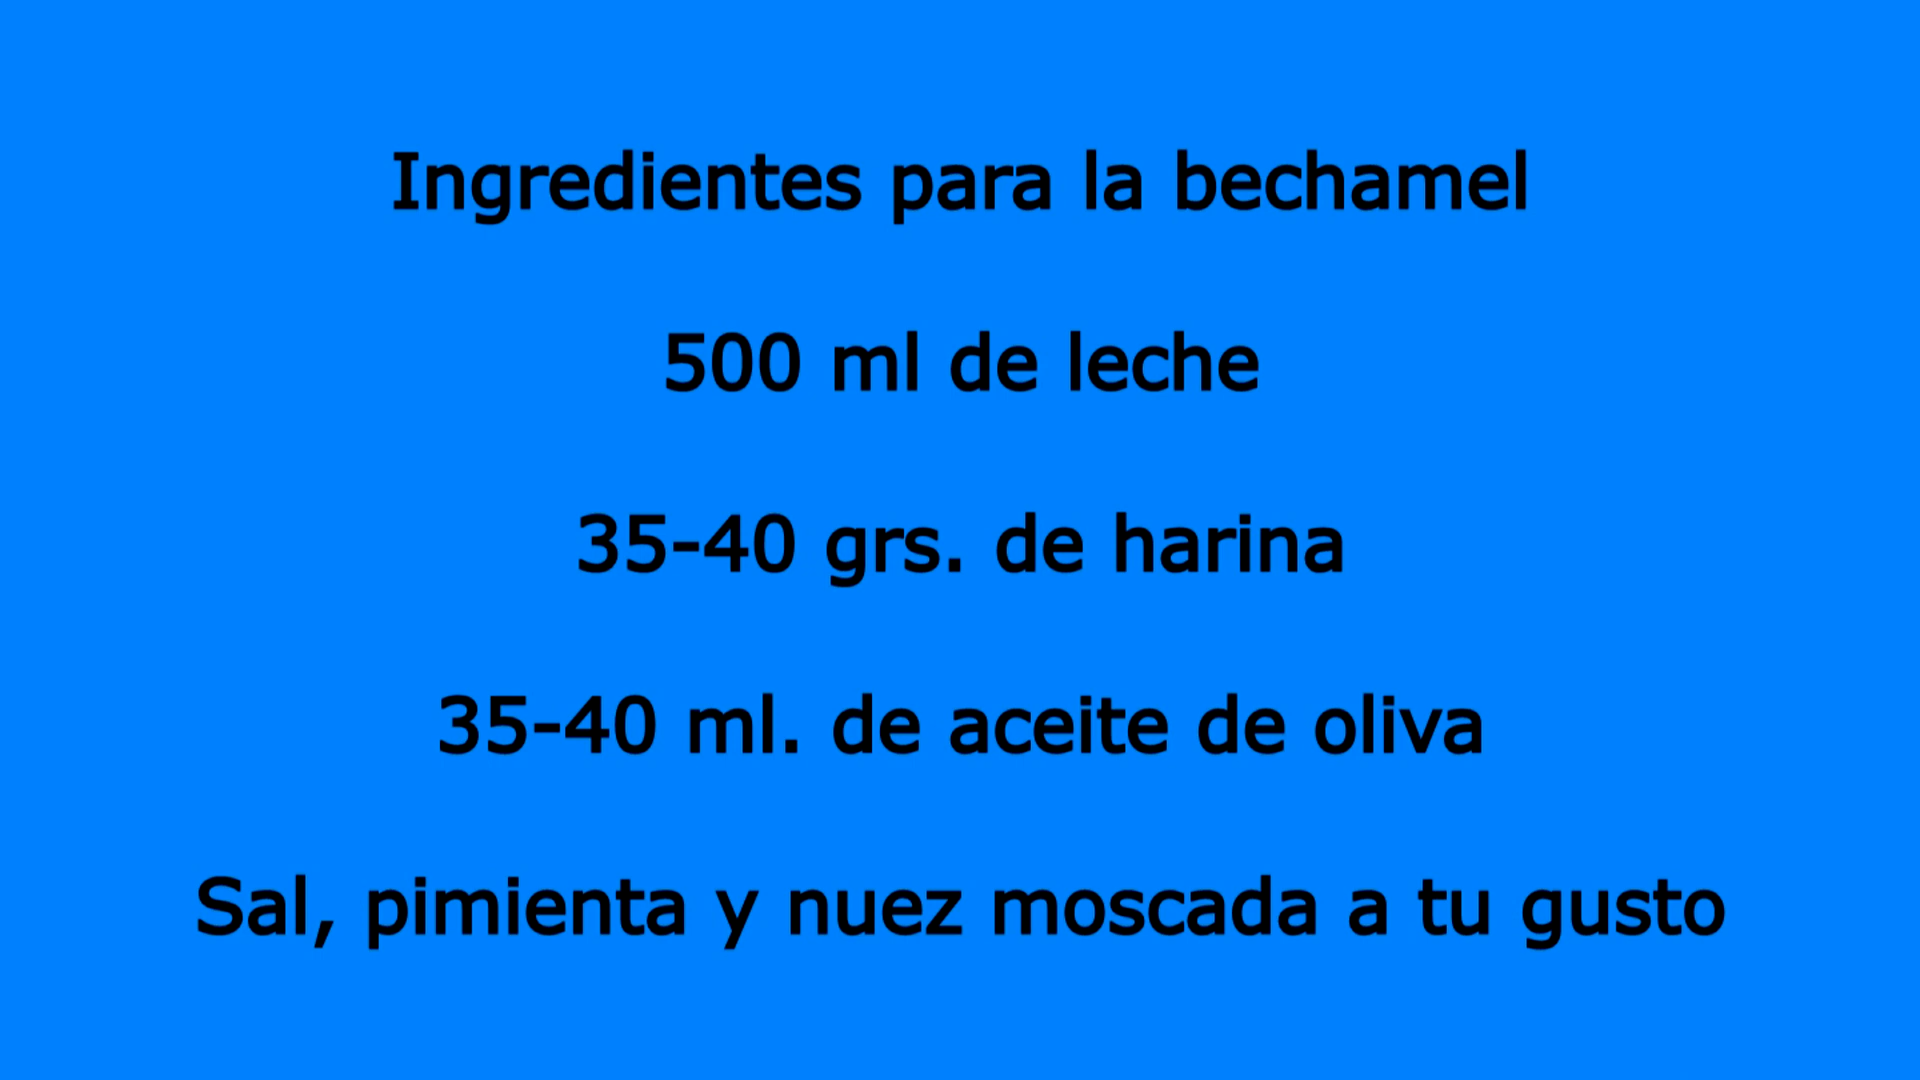 Ingredientes para la bechamel
500 ml de leche
35-40 grs. de harina
35-40 ml. de aceite de oliva
Sal, pimienta y nuez moscada a tu gusto